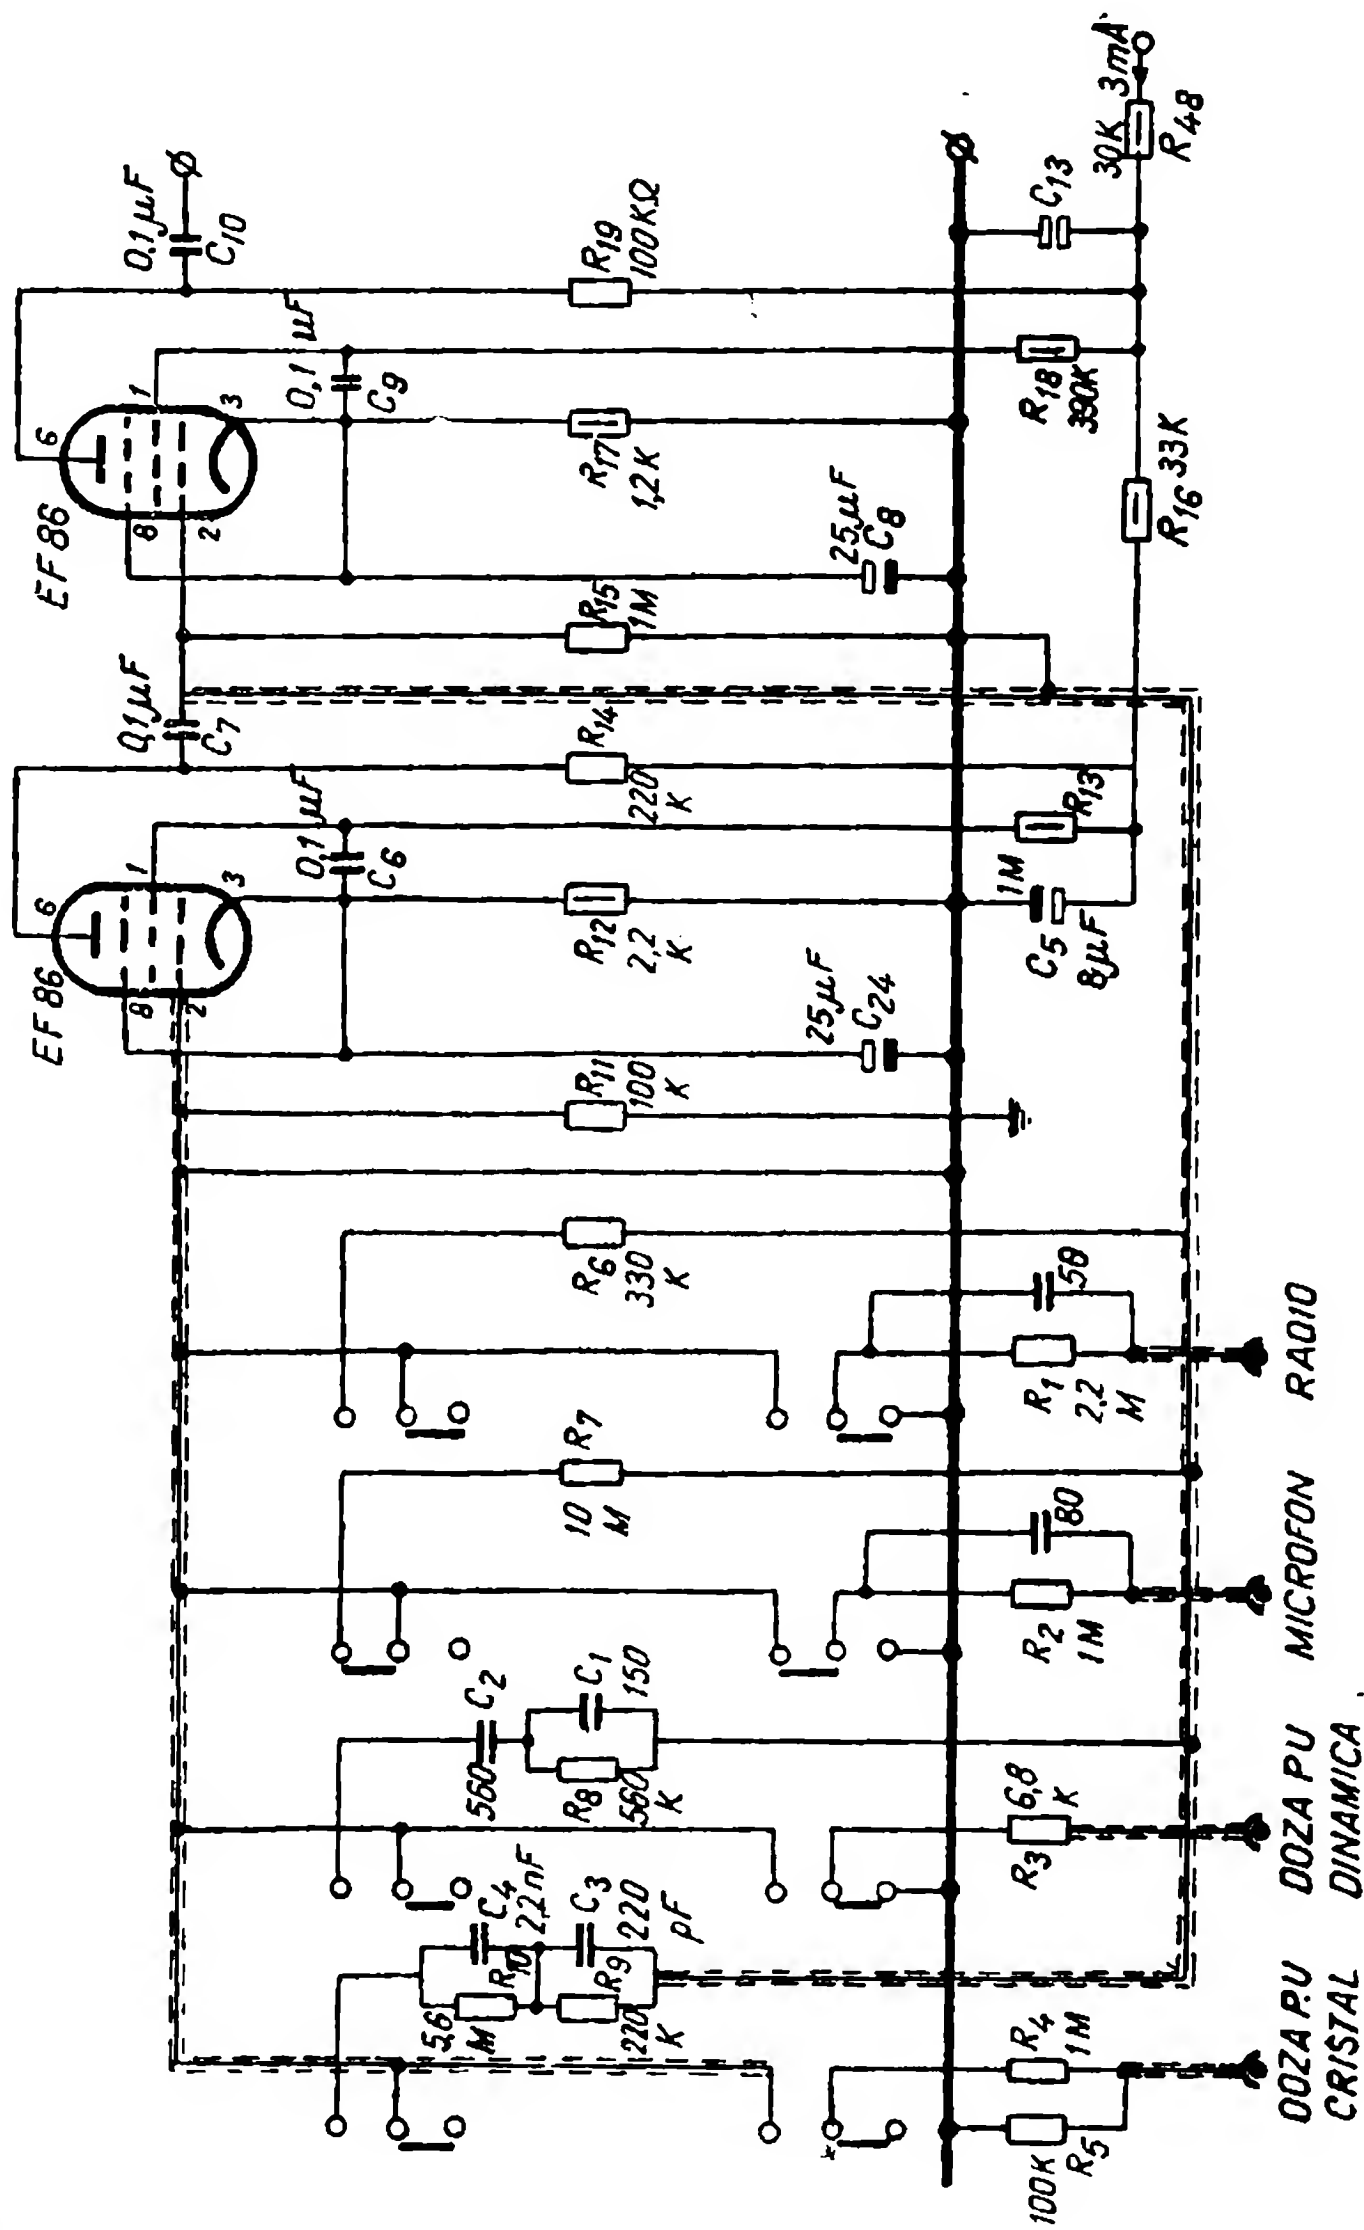 EF86
6
1
3
8
2
0,1µF
C10
R19
100KΩ
0,1 µF
C9
R17
1,2K
25µF
C8
R15
1M
R18
390K
C13
30K
3mA
R48
R16 33K
0,1µF
C7
EF86
6
1
3
8
2
0,1 µF
C6
R14
220
K
R12
2,2
K
25µF
C24
R11
100
K
R13
1M
C5
8µF
R6
330
K
R7
10
M
C2
560
C1
150
R8
560
K
C4
2,2nF
R10
5,6
M
C3
220
pF
R9
220
K
50
R1
2,2
M
80
R2
1M
6,8
K
R3
R4
1M
100K
R5
DOZA P.U
CRISTAL
DOZA PU
DINAMICA
MICROFON
RADIO